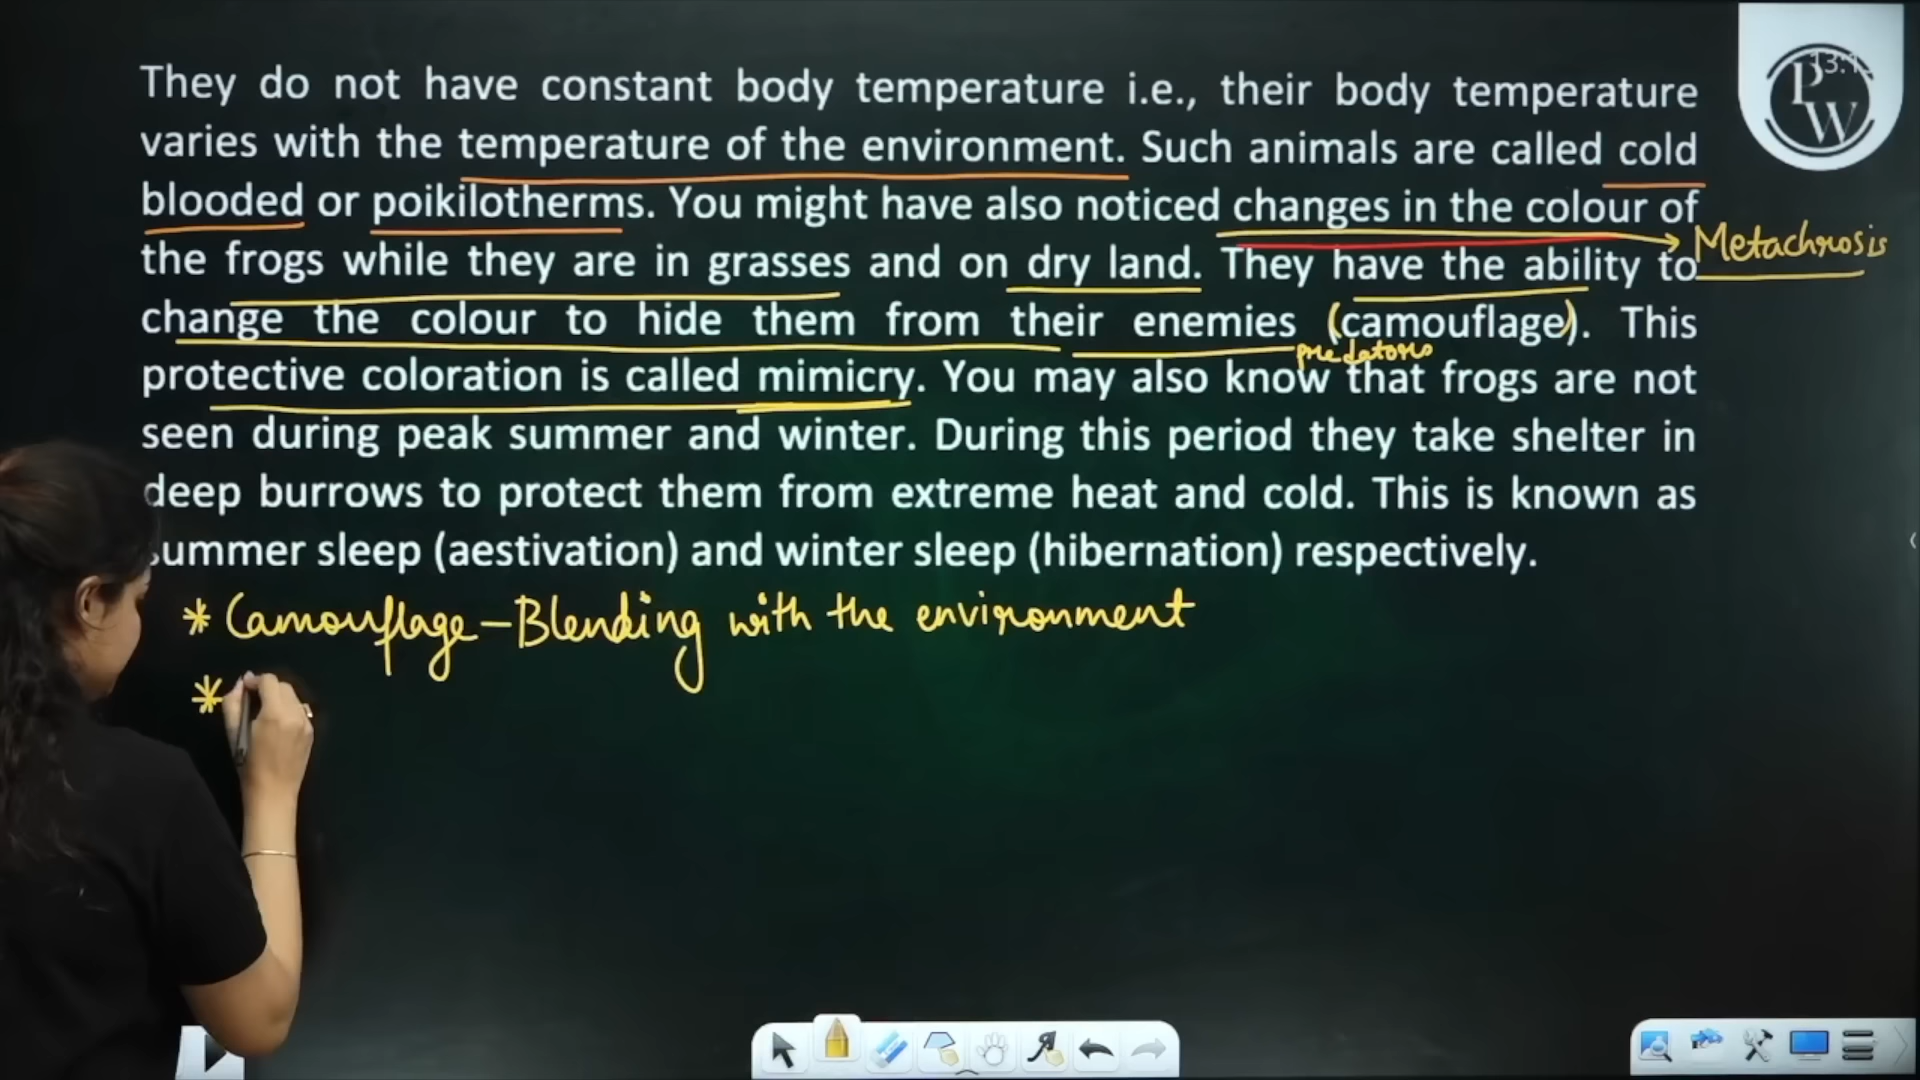 They do not have constant body temperature i.e., their body temperature
varies with the temperature of the environment. Such animals are called cold
blooded or poikilotherms. You might have also noticed changes in the colour of
Metachrosis
the frogs while they are in grasses and on dry land. They have the ability to
change the colour to hide them from their enemies (camouflage). This
predators
protective coloration is called mimicry. You may also know that frogs are not
seen during peak summer and winter. During this period they take shelter in
deep burrows to protect them from extreme heat and cold. This is known as
summer sleep (aestivation) and winter sleep (hibernation) respectively.
* Camouflage - Blending with the environment
*
PW